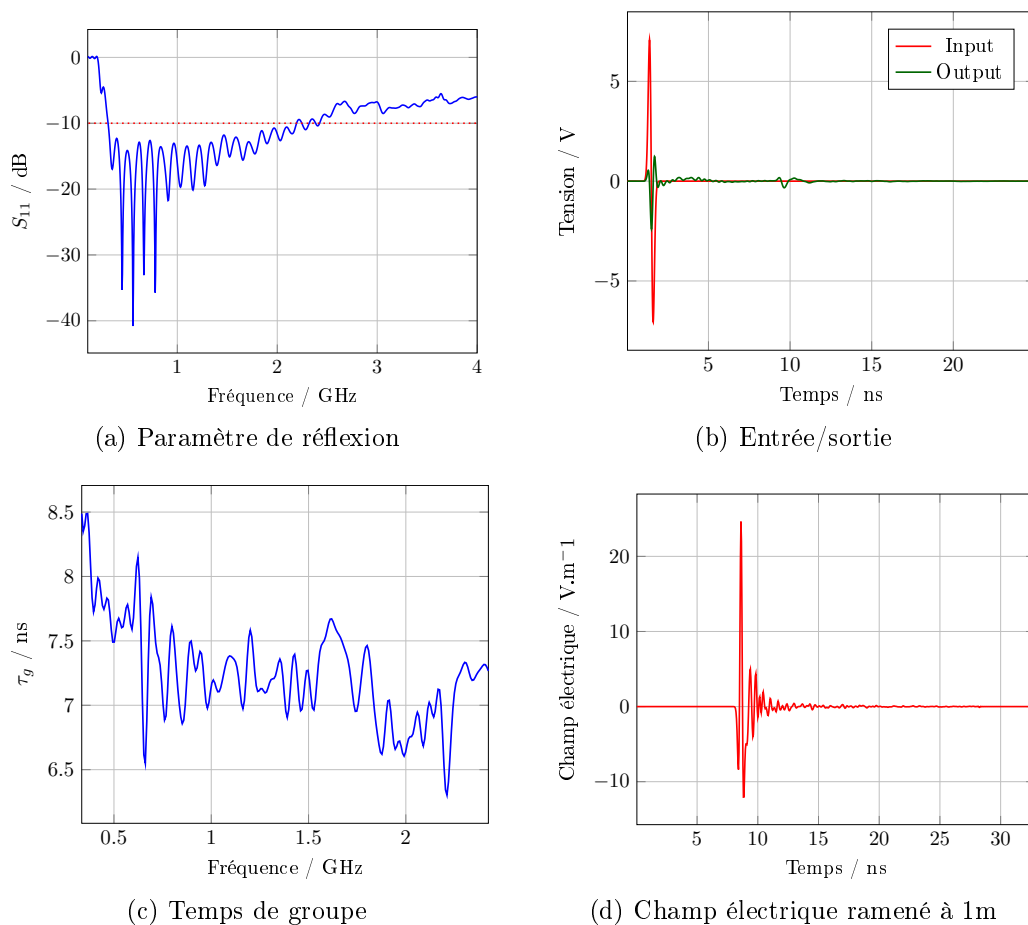 0
−10
−20
−30
−40
1
2
3
4
S11 / dB
Fréquence / GHz
(a) Paramètre de réflexion
Input
Output
5
0
−5
5
10
15
20
Tension / V
Temps / ns
(b) Entrée/sortie
8.5
8
7.5
7
6.5
0.5
1
1.5
2
τg / ns
Fréquence / GHz
(c) Temps de groupe
20
10
0
−10
5
10
15
20
25
30
Champ électrique / V.m−1
Temps / ns
(d) Champ électrique ramené à 1m